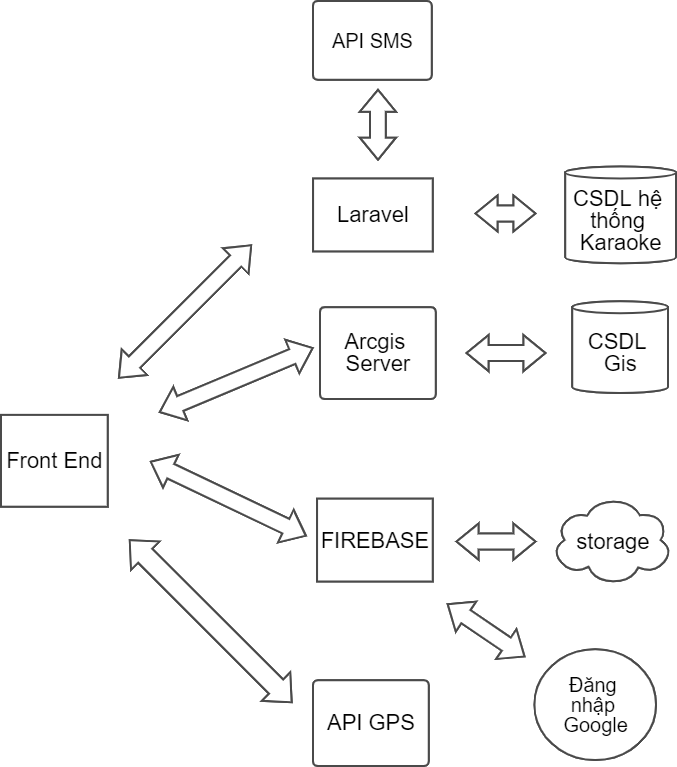 API SMS
Laravel
CSDL hệ
thống
Karaoke
Arcgis
Server
CSDL
Gis
Front End
FIREBASE
storage
API GPS
Đăng
nhập
Google